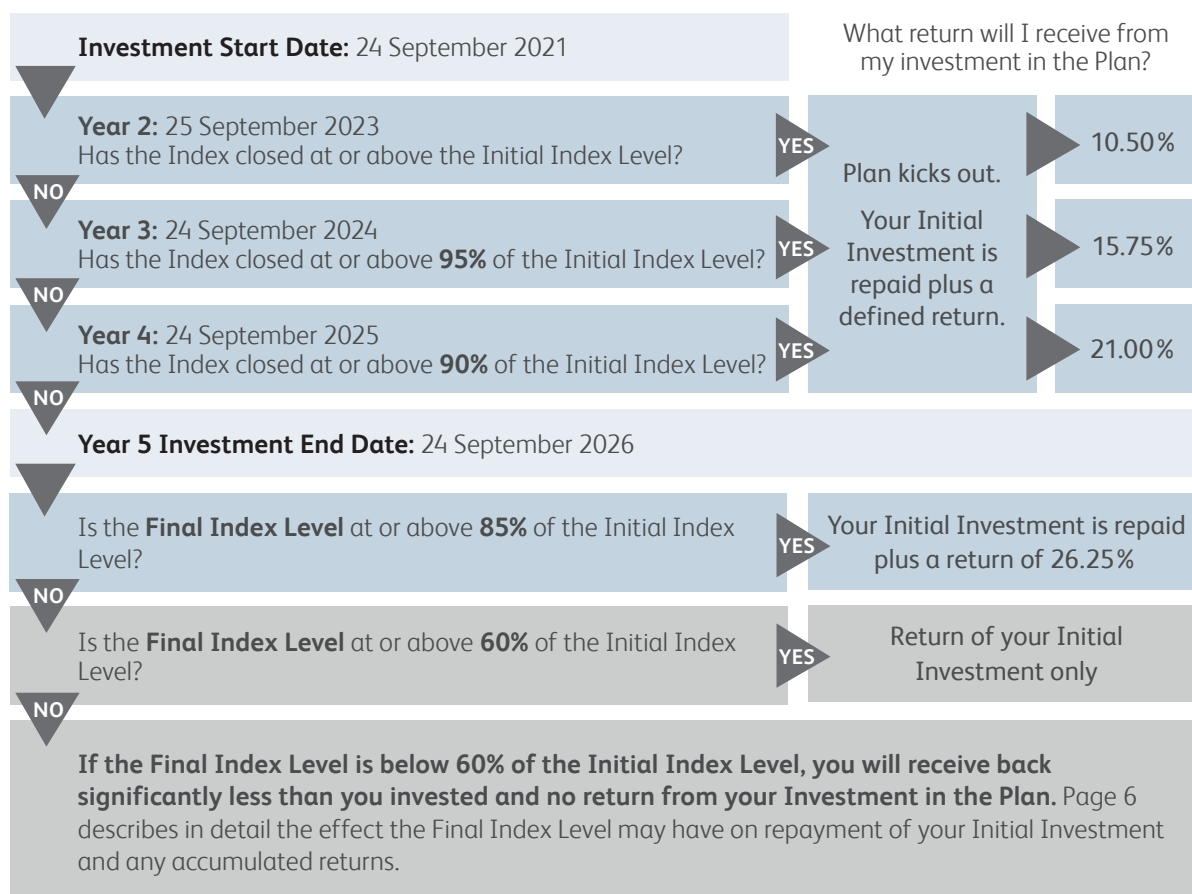 Investment Start Date: 24 September 2021
What return will I receive from
my investment in the Plan?
Year 2: 25 September 2023
Has the Index closed at or above the Initial Index Level?
YES
10.50%
NO
Year 3: 24 September 2024
Has the Index closed at or above 95% of the Initial Index Level?
YES
15.75%
NO
Year 4: 24 September 2025
Has the Index closed at or above 90% of the Initial Index Level?
YES
21.00%
Plan kicks out.
Your Initial
Investment is
repaid plus a
defined return.
NO
Year 5 Investment End Date: 24 September 2026
Is the Final Index Level at or above 85% of the Initial Index
Level?
YES
Your Initial Investment is repaid
plus a return of 26.25%
NO
Is the Final Index Level at or above 60% of the Initial Index
Level?
YES
Return of your Initial
Investment only
NO
If the Final Index Level is below 60% of the Initial Index Level, you will receive back
significantly less than you invested and no return from your Investment in the Plan. Page 6
describes in detail the effect the Final Index Level may have on repayment of your Initial Investment
and any accumulated returns.